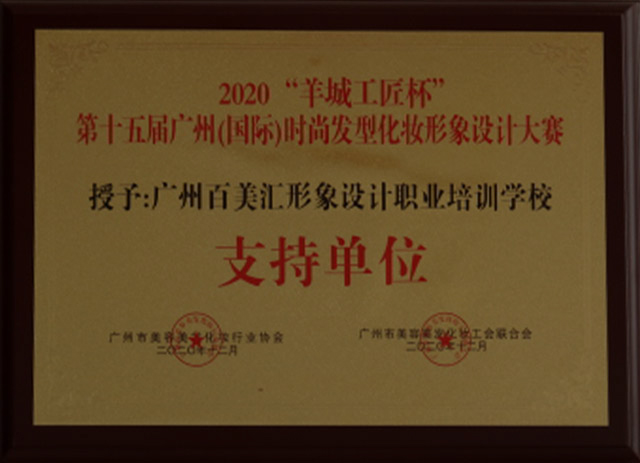 2020“羊城工匠杯”
第十五届广州(国际)时尚发型化妆形象设计大赛
授予:广州百美汇形象设计职业培训学校
支持单位
广州市美容美发化妆行业协会
二〇二〇年十二月
广州市美容美发化妆工会联合会
二〇二〇年十二月